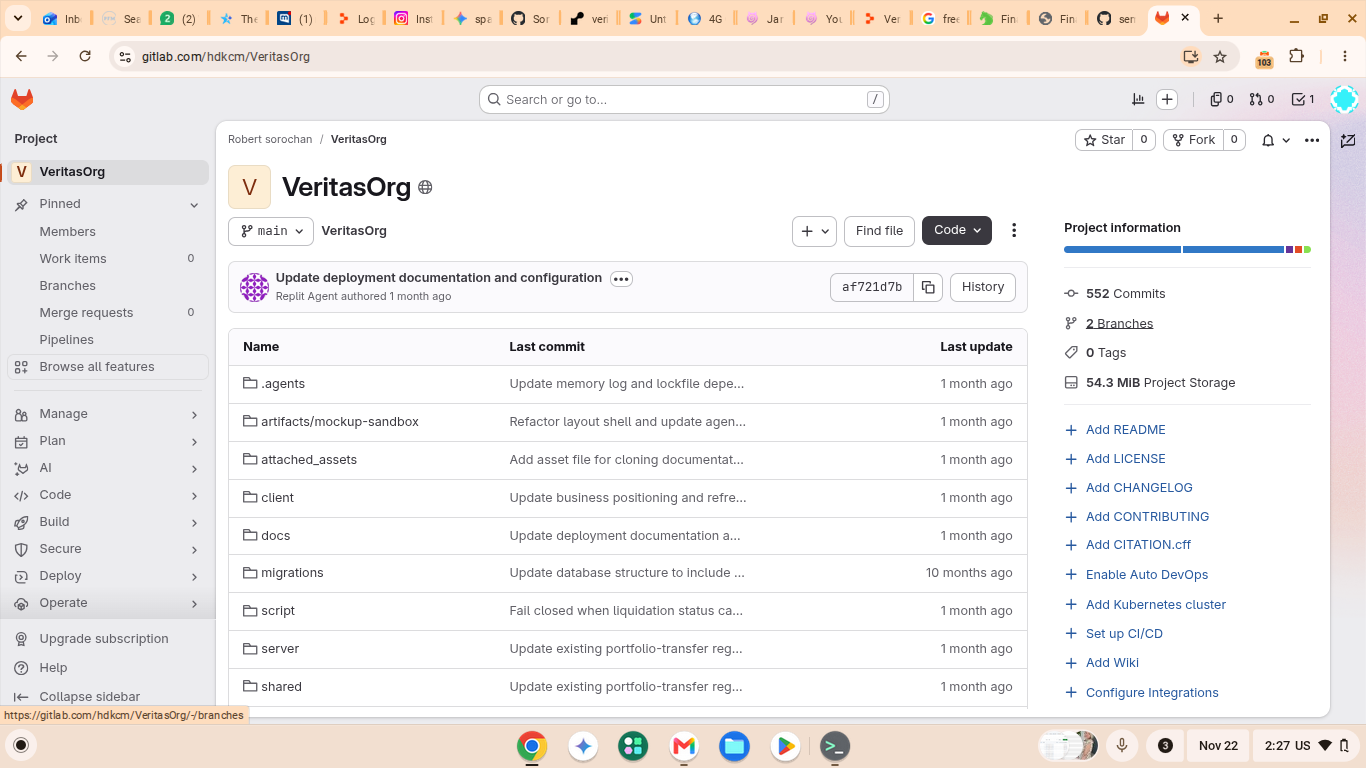 Inb
Sea
(2)
The
(1)
Log
Inst
spa
Sor
veri
Unt
4G
Jar
You
Ver
free
Fin
Fin
ser
gitlab.com/hdkcm/VeritasOrg
103
Search or go to...
/
0
0
1
Project
V VeritasOrg
Pinned
Members
Work items 0
Branches
Merge requests 0
Pipelines
Browse all features
Manage
Plan
AI
Code
Build
Secure
Deploy
Operate
Upgrade subscription
Help
Collapse sidebar
https://gitlab.com/hdkcm/VeritasOrg/-/branches
Robert sorochan / VeritasOrg
Star 0
Fork 0
V VeritasOrg
main
VeritasOrg
Find file
Code
Update deployment documentation and configuration
Replit Agent authored 1 month ago
af721d7b
History
Name Last commit Last update
.agents Update memory log and lockfile depe... 1 month ago
artifacts/mockup-sandbox Refactor layout shell and update agen... 1 month ago
attached_assets Add asset file for cloning documentat... 1 month ago
client Update business positioning and refre... 1 month ago
docs Update deployment documentation a... 1 month ago
migrations Update database structure to include ... 10 months ago
script Fail closed when liquidation status ca... 1 month ago
server Update existing portfolio-transfer reg... 1 month ago
shared Update existing portfolio-transfer reg... 1 month ago
Project information
552 Commits
2 Branches
0 Tags
54.3 MiB Project Storage
Add README
Add LICENSE
Add CHANGELOG
Add CONTRIBUTING
Add CITATION.cff
Enable Auto DevOps
Add Kubernetes cluster
Set up CI/CD
Add Wiki
Configure Integrations
3
Nov 22
2:27 US